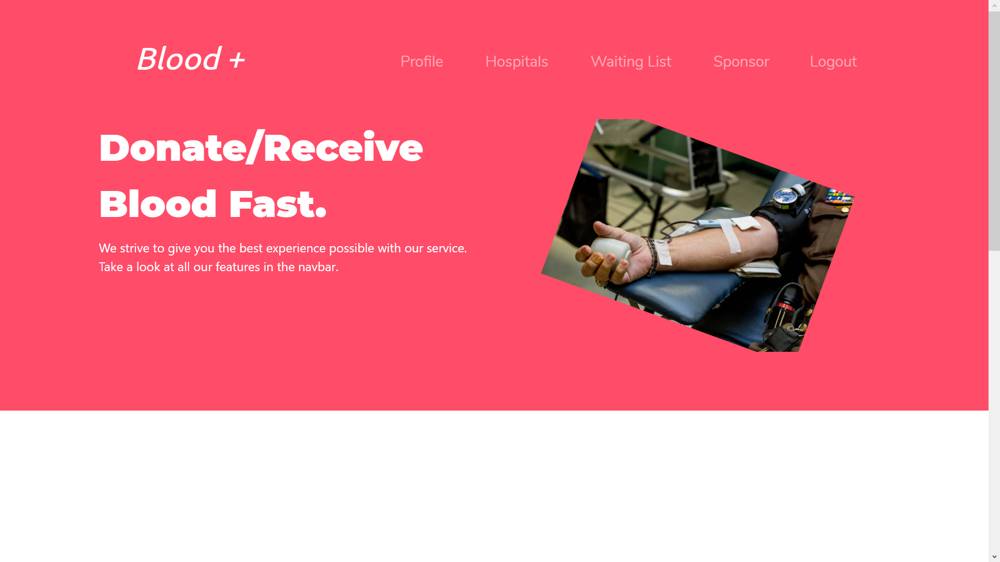 Blood +
Profile
Hospitals
Waiting List
Sponsor
Logout
Donate/Receive
Blood Fast.
We strive to give you the best experience possible with our service.
Take a look at all our features in the navbar.